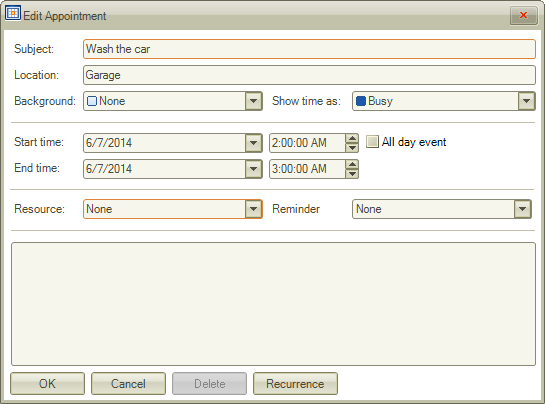 Edit Appointment
Subject: Wash the car
Location: Garage
Background: None Show time as: Busy
Start time: 6/7/2014 2:00:00 AM All day event
End time: 6/7/2014 3:00:00 AM
Resource: None Reminder None
OK Cancel Delete Recurrence